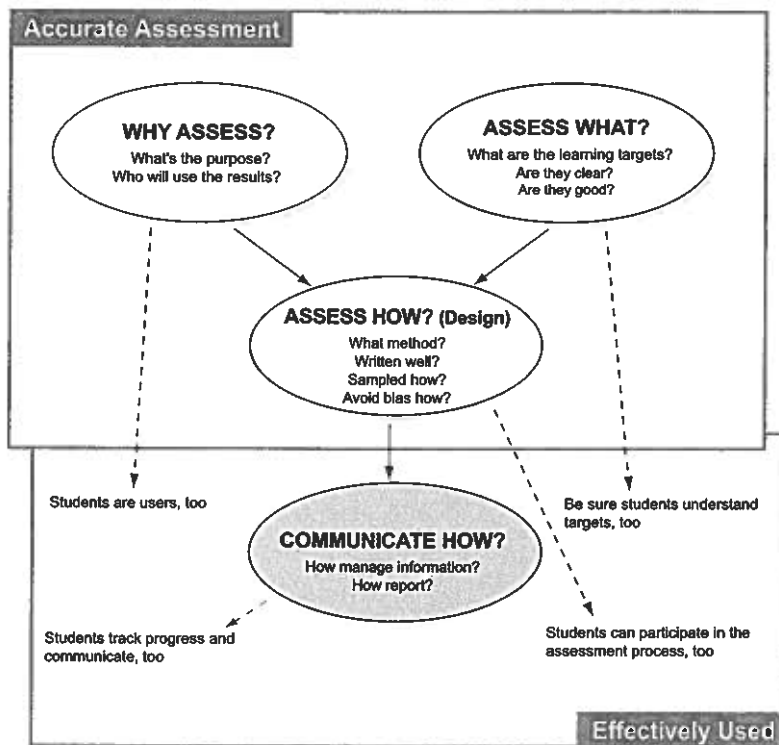 Accurate Assessment
WHY ASSESS?
What's the purpose?
Who will use the results?
ASSESS WHAT?
What are the learning targets?
Are they clear?
Are they good?
ASSESS HOW? (Design)
What method?
Written well?
Sampled how?
Avoid bias how?
Students are users, too
Be sure students understand
targets, too
COMMUNICATE HOW?
How manage information?
How report?
Students track progress and
communicate, too
Students can participate in the
assessment process, too
Effectively Used